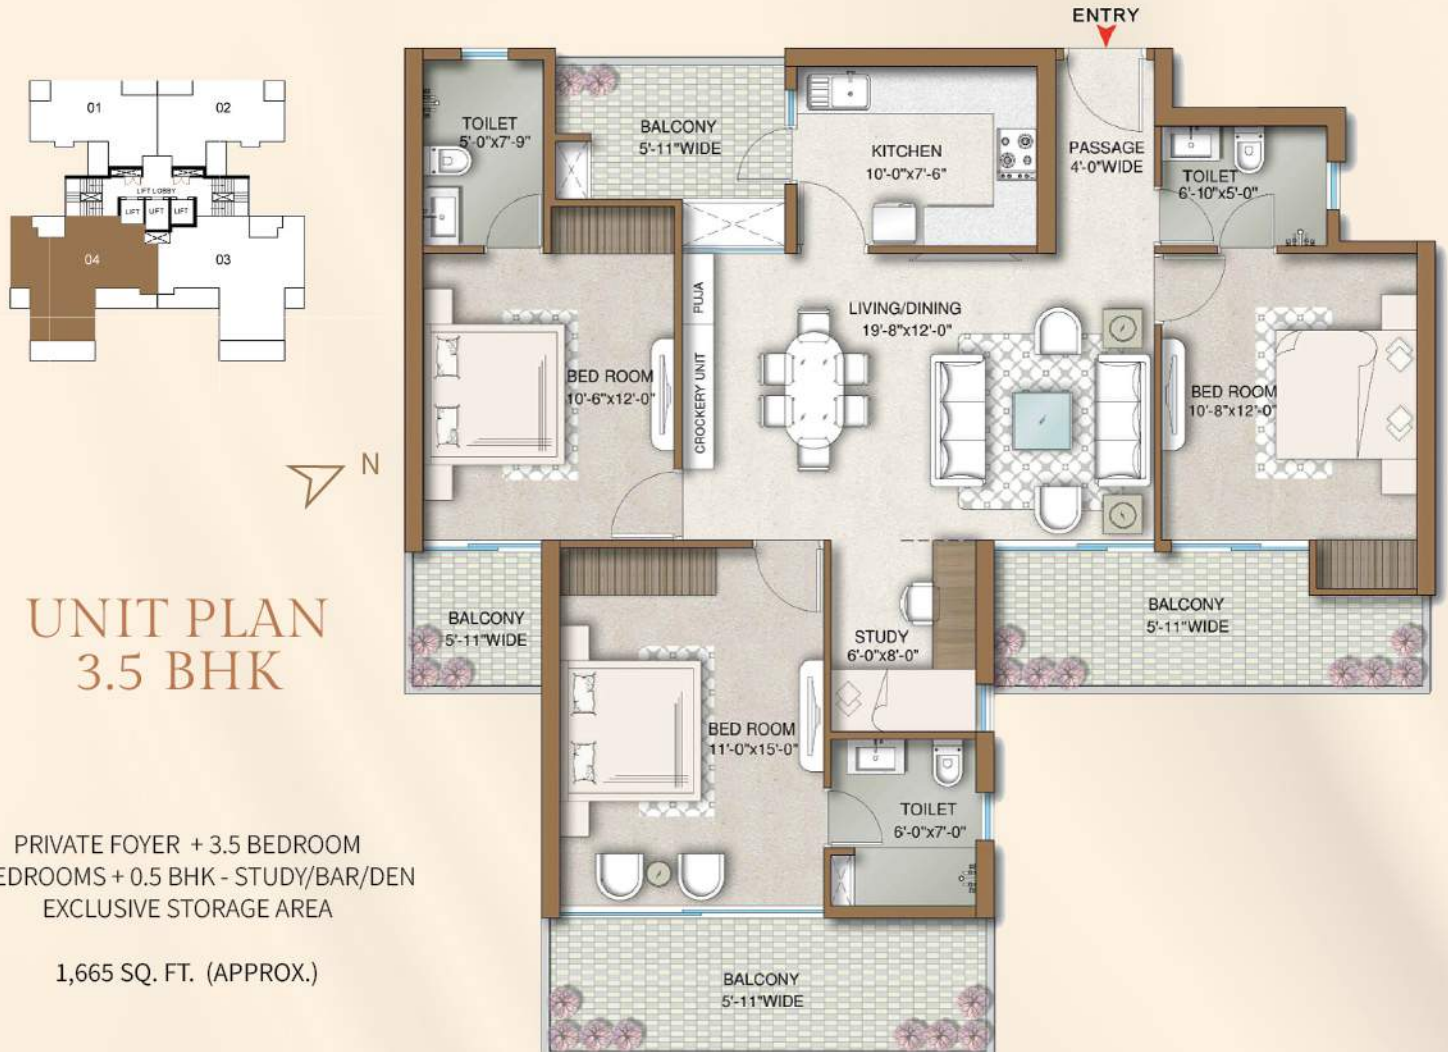 ENTRY
01
02
LIFT LOBBY
LIFT
LIFT
LIFT
04
03
N
TOILET
5'-0"x7'-9"
BALCONY
5'-11"WIDE
KITCHEN
10'-0"x7'-6"
PASSAGE
4'-0"WIDE
TOILET
6'-10"x5'-0"
PUJA
CROCKERY UNIT
LIVING/DINING
19'-8"x12'-0"
BED ROOM
10'-6"x12'-0"
BED ROOM
10'-8"x12'-0"
BALCONY
5'-11"WIDE
STUDY
6'-0"x8'-0"
BALCONY
5'-11"WIDE
BED ROOM
11'-0"x15'-0"
TOILET
6'-0"x7'-0"
BALCONY
5'-11"WIDE
UNIT PLAN
3.5 BHK
PRIVATE FOYER + 3.5 BEDROOM
EDROOMS + 0.5 BHK - STUDY/BAR/DEN
EXCLUSIVE STORAGE AREA
1,665 SQ. FT. (APPROX.)